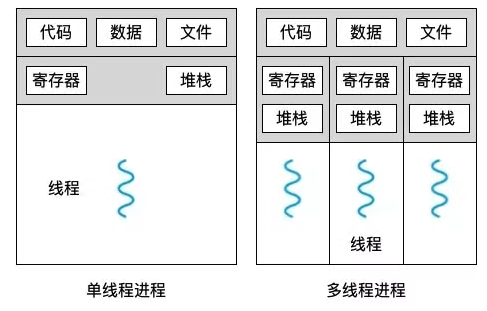 代码 数据 文件
寄存器 堆栈
线程
单线程进程
代码 数据 文件
寄存器 寄存器 寄存器
堆栈 堆栈 堆栈
线程
多线程进程